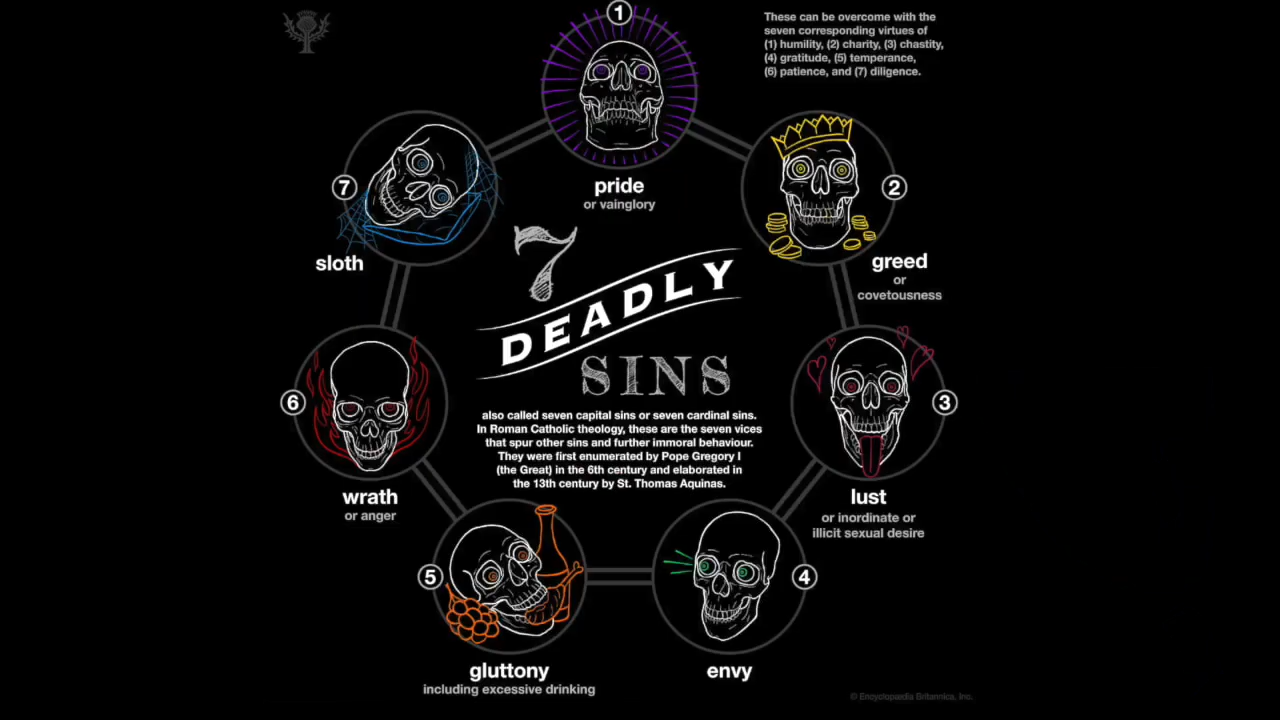 These can be overcome with the
seven corresponding virtues of
(1) humility, (2) charity, (3) chastity,
(4) gratitude, (5) temperance,
(6) patience, and (7) diligence.
1
pride
or vainglory
2
greed
or
covetousness
3
lust
or inordinate or
illicit sexual desire
4
envy
5
gluttony
including excessive drinking
6
wrath
or anger
7
sloth
7
DEADLY
SINS
also called seven capital sins or seven cardinal sins.
In Roman Catholic theology, these are the seven vices
that spur other sins and further immoral behaviour.
They were first enumerated by Pope Gregory I
(the Great) in the 6th century and elaborated in
the 13th century by St. Thomas Aquinas.
© Encyclopædia Britannica, Inc.